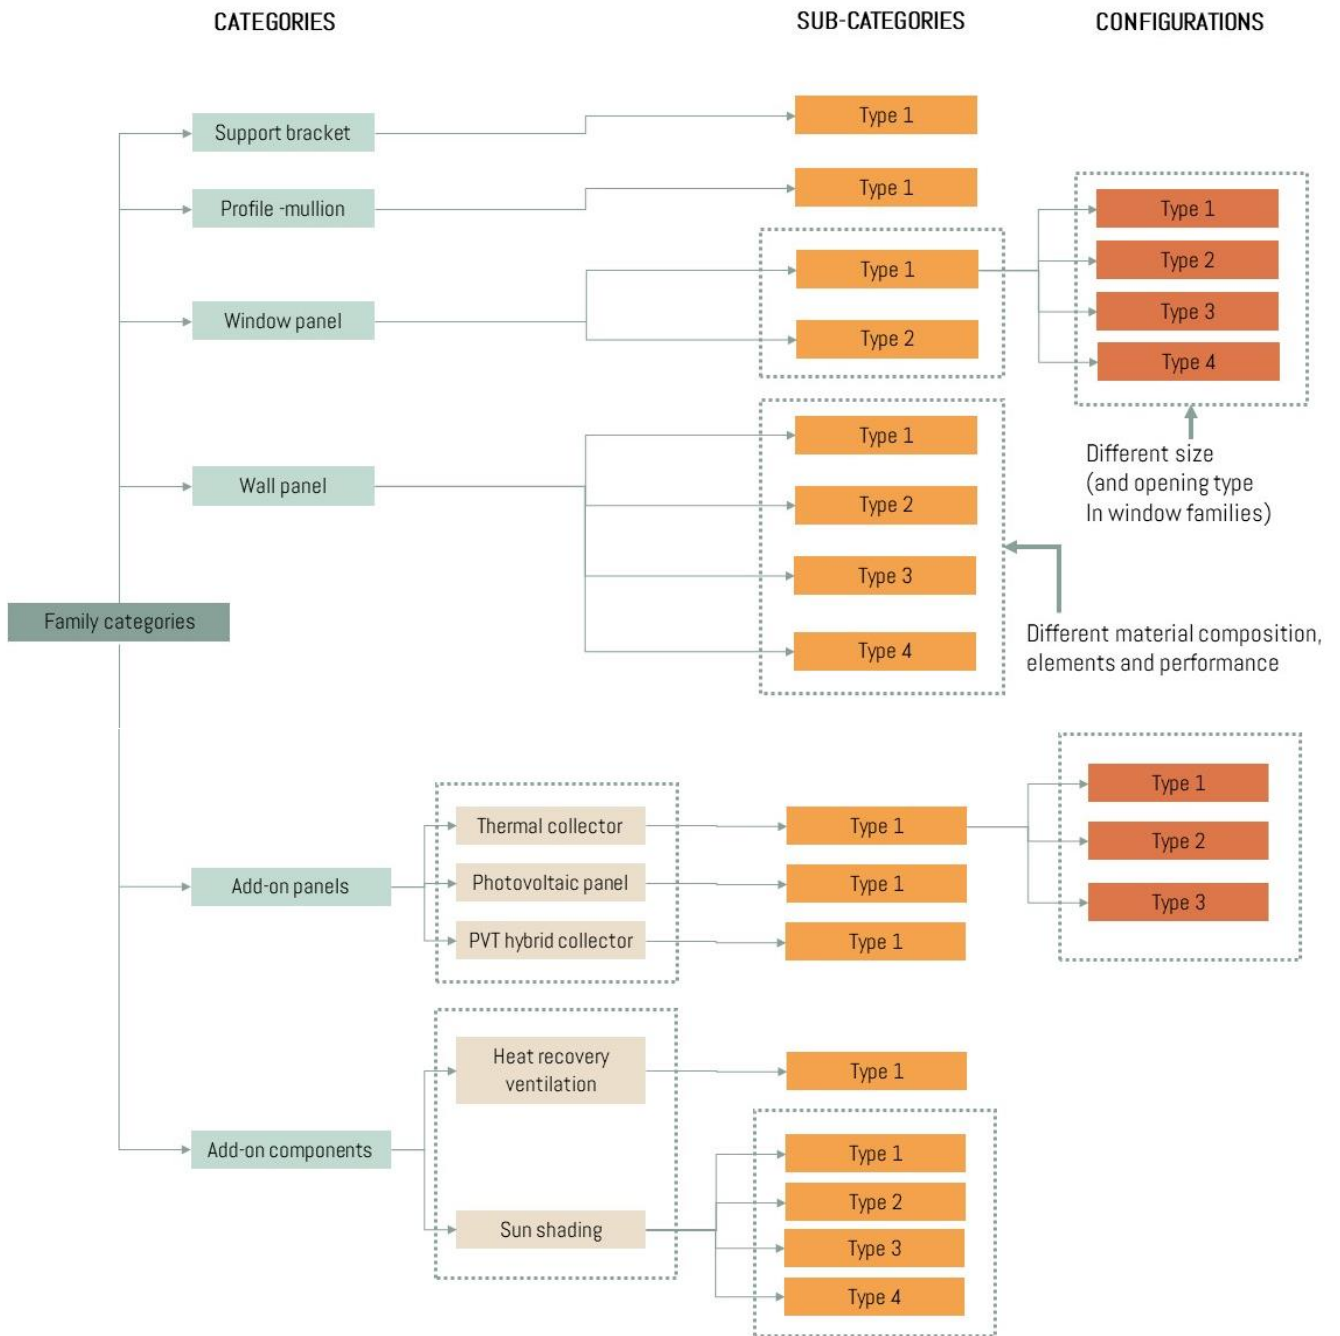 CATEGORIES
SUB-CATEGORIES
CONFIGURATIONS
Support bracket
Type 1
Profile -mullion
Type 1
Window panel
Type 1
Type 2
Type 1
Type 2
Type 3
Type 4
Different size
(and opening type
In window families)
Wall panel
Type 1
Type 2
Type 3
Type 4
Different material composition,
elements and performance
Family categories
Add-on panels
Thermal collector
Photovoltaic panel
PVT hybrid collector
Type 1
Type 1
Type 1
Type 1
Type 2
Type 3
Add-on components
Heat recovery
ventilation
Type 1
Sun shading
Type 1
Type 2
Type 3
Type 4